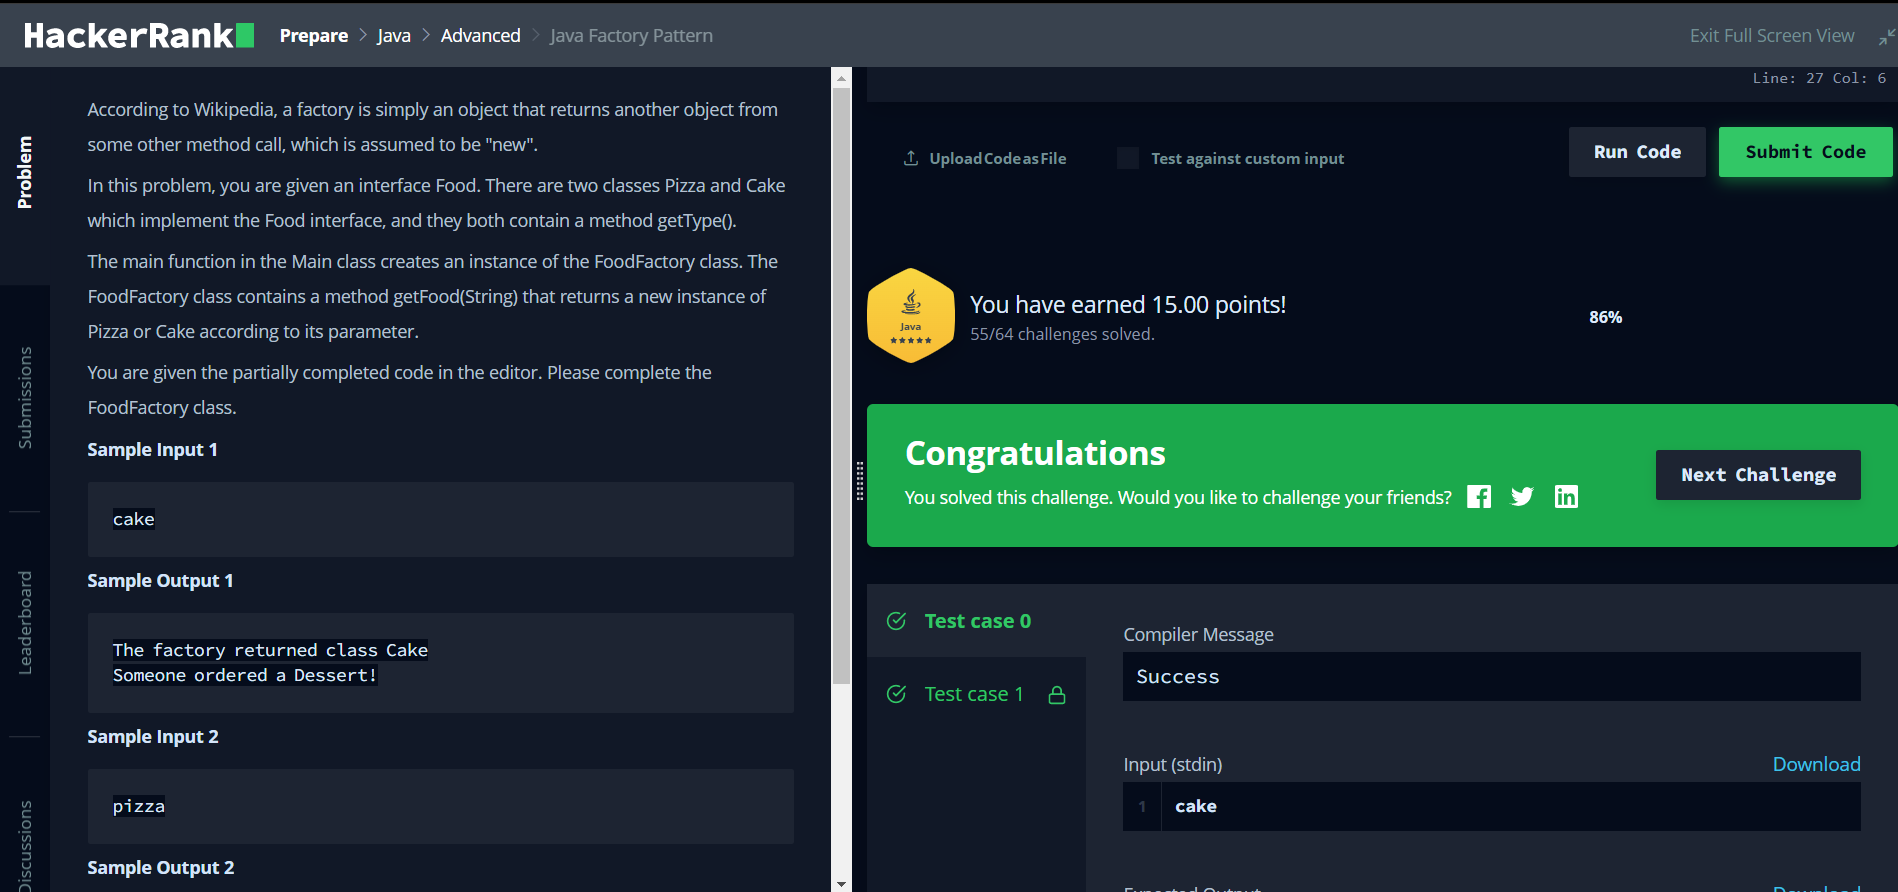 HackerRank
Prepare > Java > Advanced > Java Factory Pattern
Exit Full Screen View
Problem
Submissions
Leaderboard
Discussions
According to Wikipedia, a factory is simply an object that returns another object from
some other method call, which is assumed to be "new".
In this problem, you are given an interface Food. There are two classes Pizza and Cake
which implement the Food interface, and they both contain a method getType().
The main function in the Main class creates an instance of the FoodFactory class. The
FoodFactory class contains a method getFood(String) that returns a new instance of
Pizza or Cake according to its parameter.
You are given the partially completed code in the editor. Please complete the
FoodFactory class.
Sample Input 1
cake
Sample Output 1
The factory returned class Cake
Someone ordered a Dessert!
Sample Input 2
pizza
Sample Output 2
Line: 27 Col: 6
Upload Code as File
Test against custom input
Run Code
Submit Code
Java
You have earned 15.00 points!
55/64 challenges solved.
86%
Congratulations
You solved this challenge. Would you like to challenge your friends?
Next Challenge
Test case 0
Test case 1
Compiler Message
Success
Input (stdin)
Download
1 cake
Expected Output
Download